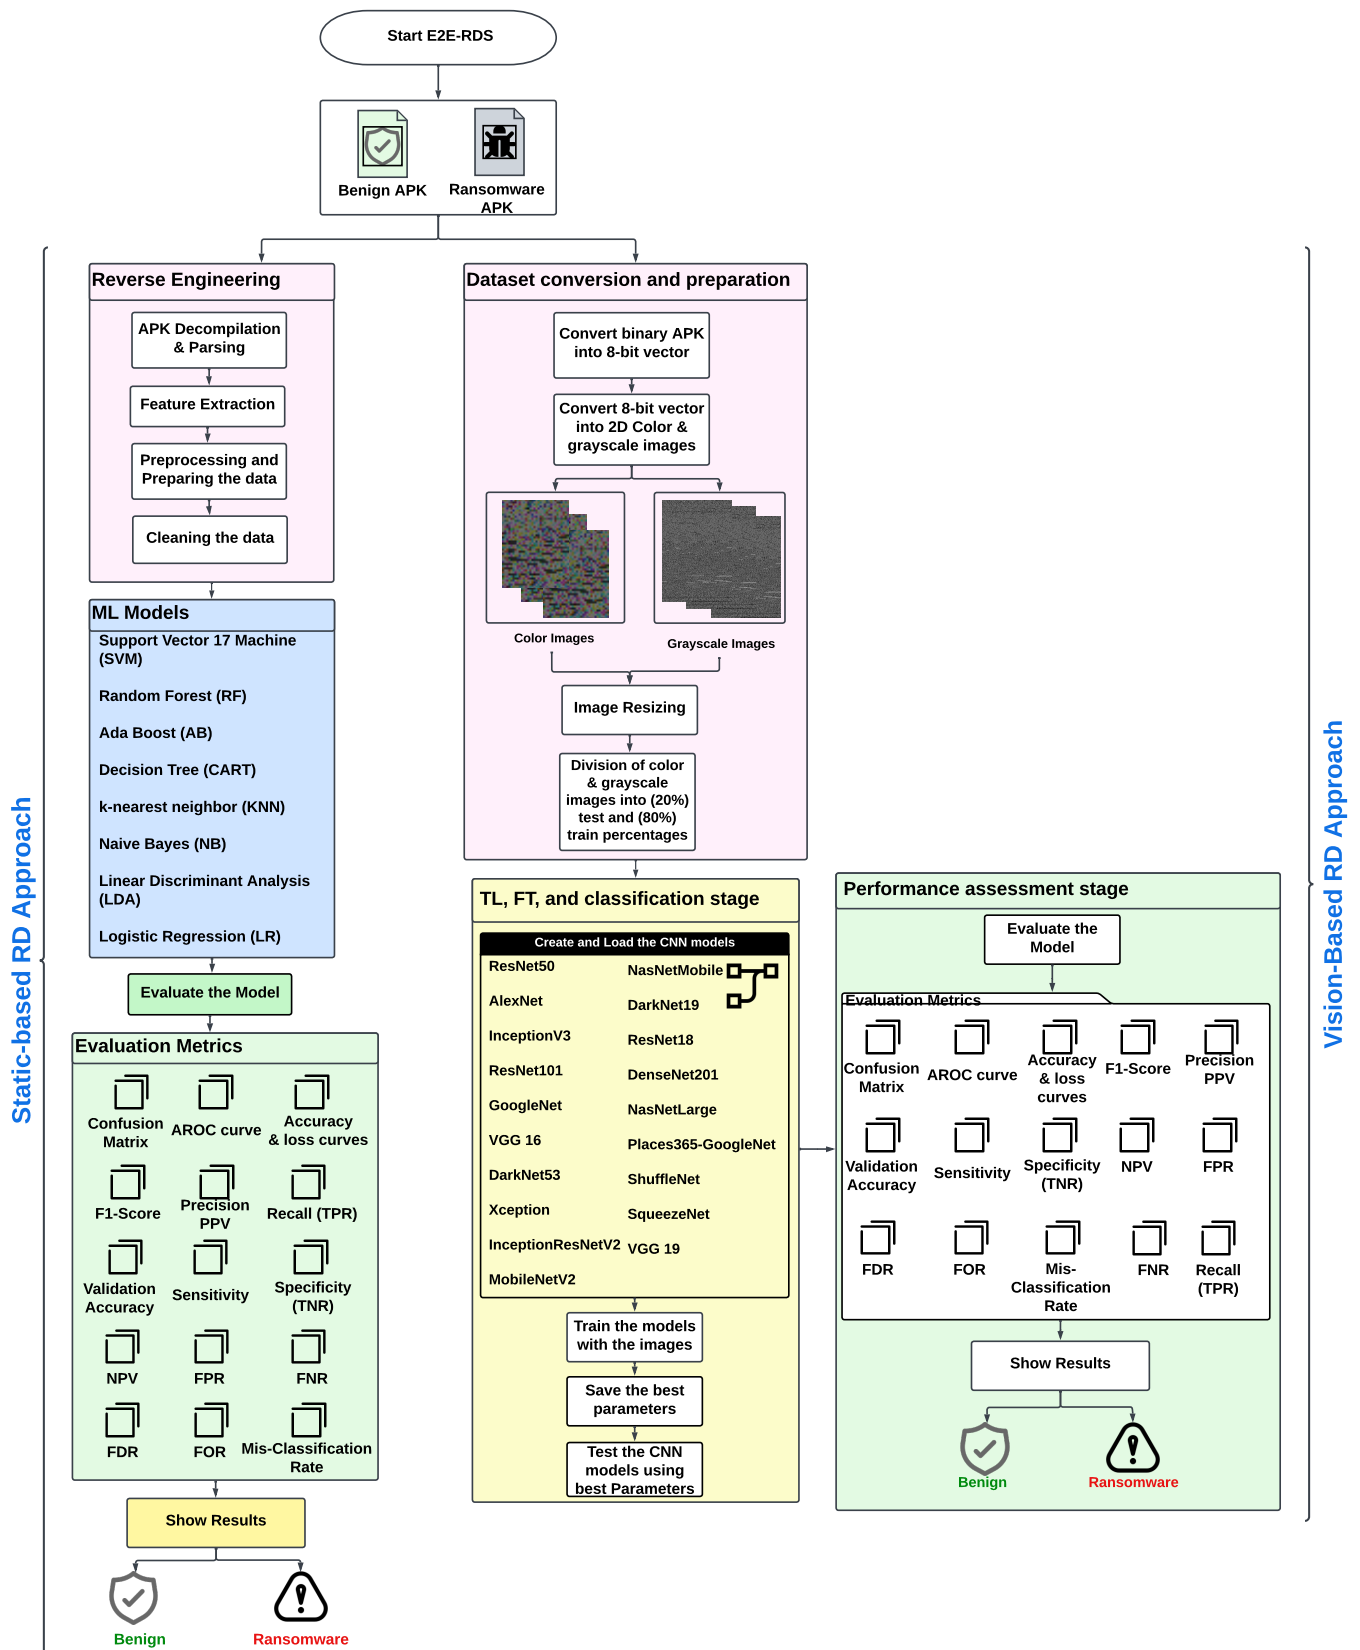 Start E2E-RDS
Benign APK
Ransomware
APK
Static-based RD Approach
Reverse Engineering
APK Decompilation
& Parsing
Feature Extraction
Preprocessing and
Preparing the data
Cleaning the data
ML Models
Support Vector 17 Machine
(SVM)
Random Forest (RF)
Ada Boost (AB)
Decision Tree (CART)
k-nearest neighbor (KNN)
Naive Bayes (NB)
Linear Discriminant Analysis
(LDA)
Logistic Regression (LR)
Evaluate the Model
Evaluation Metrics
Confusion
Matrix
AROC curve
Accuracy
& loss curves
F1-Score
Precision
PPV
Recall (TPR)
Validation
Accuracy
Sensitivity
Specificity
(TNR)
NPV
FPR
FNR
FDR
FOR
Mis-Classification
Rate
Show Results
Benign
Ransomware
Dataset conversion and preparation
Convert binary APK
into 8-bit vector
Convert 8-bit vector
into 2D Color &
grayscale images
Color Images
Grayscale Images
Image Resizing
Division of color
& grayscale
images into (20%)
test and (80%)
train percentages
TL, FT, and classification stage
Create and Load the CNN models
ResNet50
AlexNet
InceptionV3
ResNet101
GoogleNet
VGG 16
DarkNet53
Xception
InceptionResNetV2
MobileNetV2
NasNetMobile
DarkNet19
ResNet18
DenseNet201
NasNetLarge
Places365-GoogleNet
ShuffleNet
SqueezeNet
VGG 19
Train the models
with the images
Save the best
parameters
Test the CNN
models using
best Parameters
Performance assessment stage
Evaluate the
Model
Evaluation Metrics
Confusion
Matrix
AROC curve
Accuracy
& loss
curves
F1-Score
Precision
PPV
Validation
Accuracy
Sensitivity
Specificity
(TNR)
NPV
FPR
FDR
FOR
Mis-
Classification
Rate
FNR
Recall
(TPR)
Show Results
Benign
Ransomware
Vision-Based RD Approach